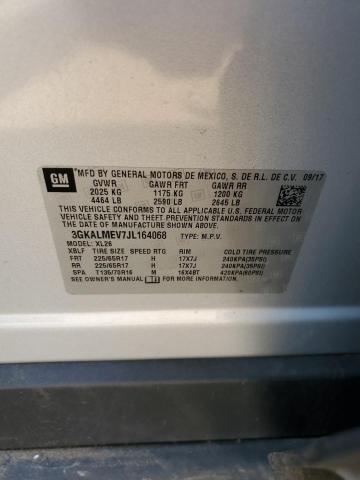 GM
MFD BY GENERAL MOTORS DE MEXICO, S. DE R.L. DE C.V. 09/17
GVWR GAWR FRT GAWR RR
2025 KG 1175 KG 1200 KG
4464 LB 2590 LB 2645 LB
THIS VEHICLE CONFORMS TO ALL APPLICABLE U.S. FEDERAL MOTOR
VEHICLE SAFETY, BUMPER, AND THEFT PREVENTION STANDARDS
IN EFFECT ON THE DATE OF MANUFACTURE SHOWN ABOVE.
3GKALMEV7JL164068 TYPE: M.P.V.
MODEL: XL26
XBLF TIRE SIZE SPEED RTG RIM COLD TIRE PRESSURE
FRT 225/65R17 H 17X7J 240KPA(35PSI)
RR 225/65R17 H 17X7J 240KPA(35PSI)
SPA T135/70R16 M 16X4BT 420KPA(60PSI)
SEE OWNER'S MANUAL FOR ADDITIONAL INFORMATION.